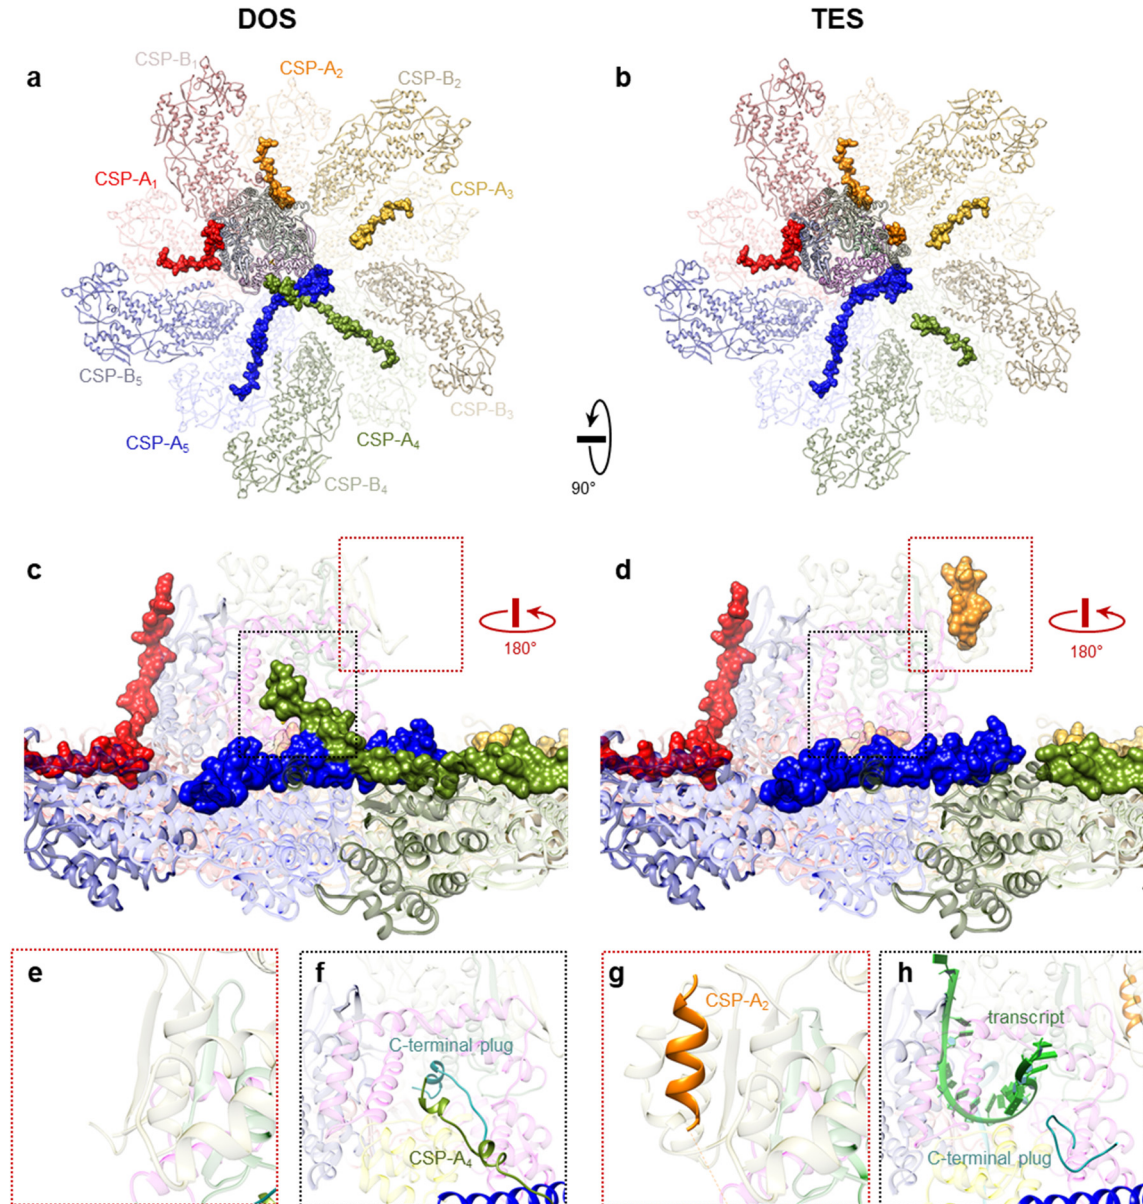 DOS
TES
a
CSP-B₁
CSP-A₂
CSP-B₂
b
CSP-A₁
CSP-A₃
CSP-B₅
CSP-B₃
CSP-A₅
CSP-A₄
CSP-B₄
90°
c
180°
d
180°
e
f
C-terminal plug
CSP-A₄
g
CSP-A₂
h
transcript
C-terminal plug